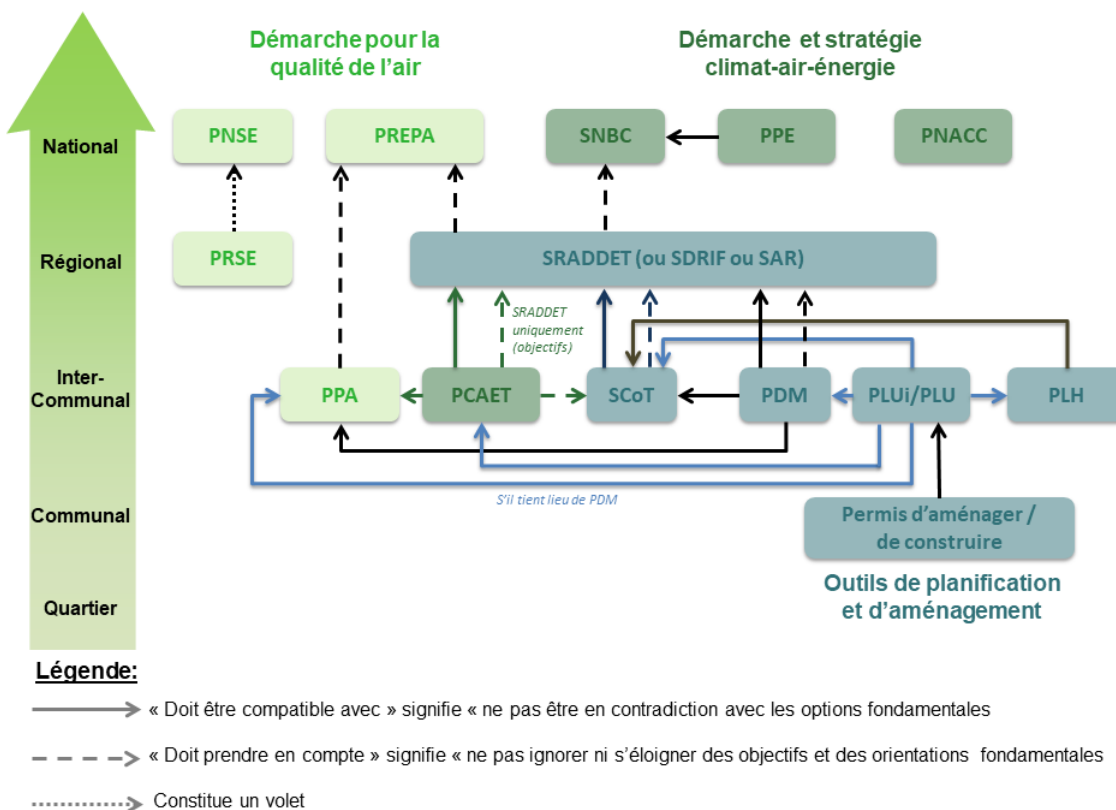 Démarche pour la
qualité de l'air
Démarche et stratégie
climat-air-énergie
National
PNSE
PREPA
SNBC
PPE
PNACC
Régional
PRSE
SRADDET (ou SDRIF ou SAR)
SRADDET
uniquement
(objectifs)
Inter-
Communal
PPA
PCAET
SCoT
PDM
PLUi/PLU
PLH
S'il tient lieu de PDM
Communal
Permis d'aménager /
de construire
Quartier
Outils de planification
et d'aménagement
Légende:
« Doit être compatible avec » signifie « ne pas être en contradiction avec les options fondamentales
« Doit prendre en compte » signifie « ne pas ignorer ni s'éloigner des objectifs et des orientations fondamentales
Constitue un volet